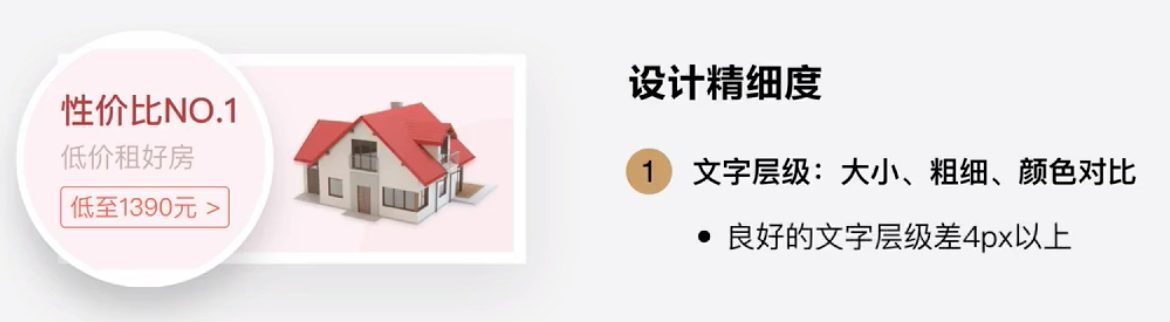 性价比NO.1
低价租好房
低至1390元 >
设计精细度
1 文字层级：大小、粗细、颜色对比
• 良好的文字层级差4px以上